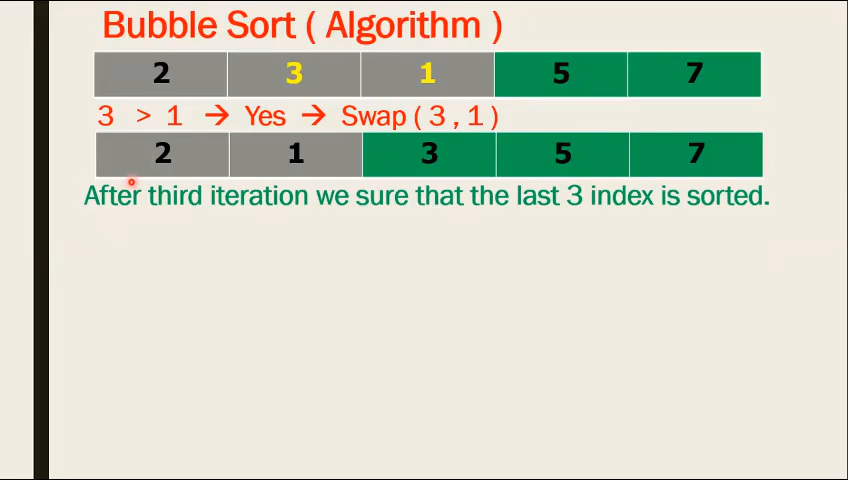 Bubble Sort ( Algorithm )
2 3 1 5 7
3 > 1 → Yes → Swap ( 3 , 1 )
2 1 3 5 7
After third iteration we sure that the last 3 index is sorted.